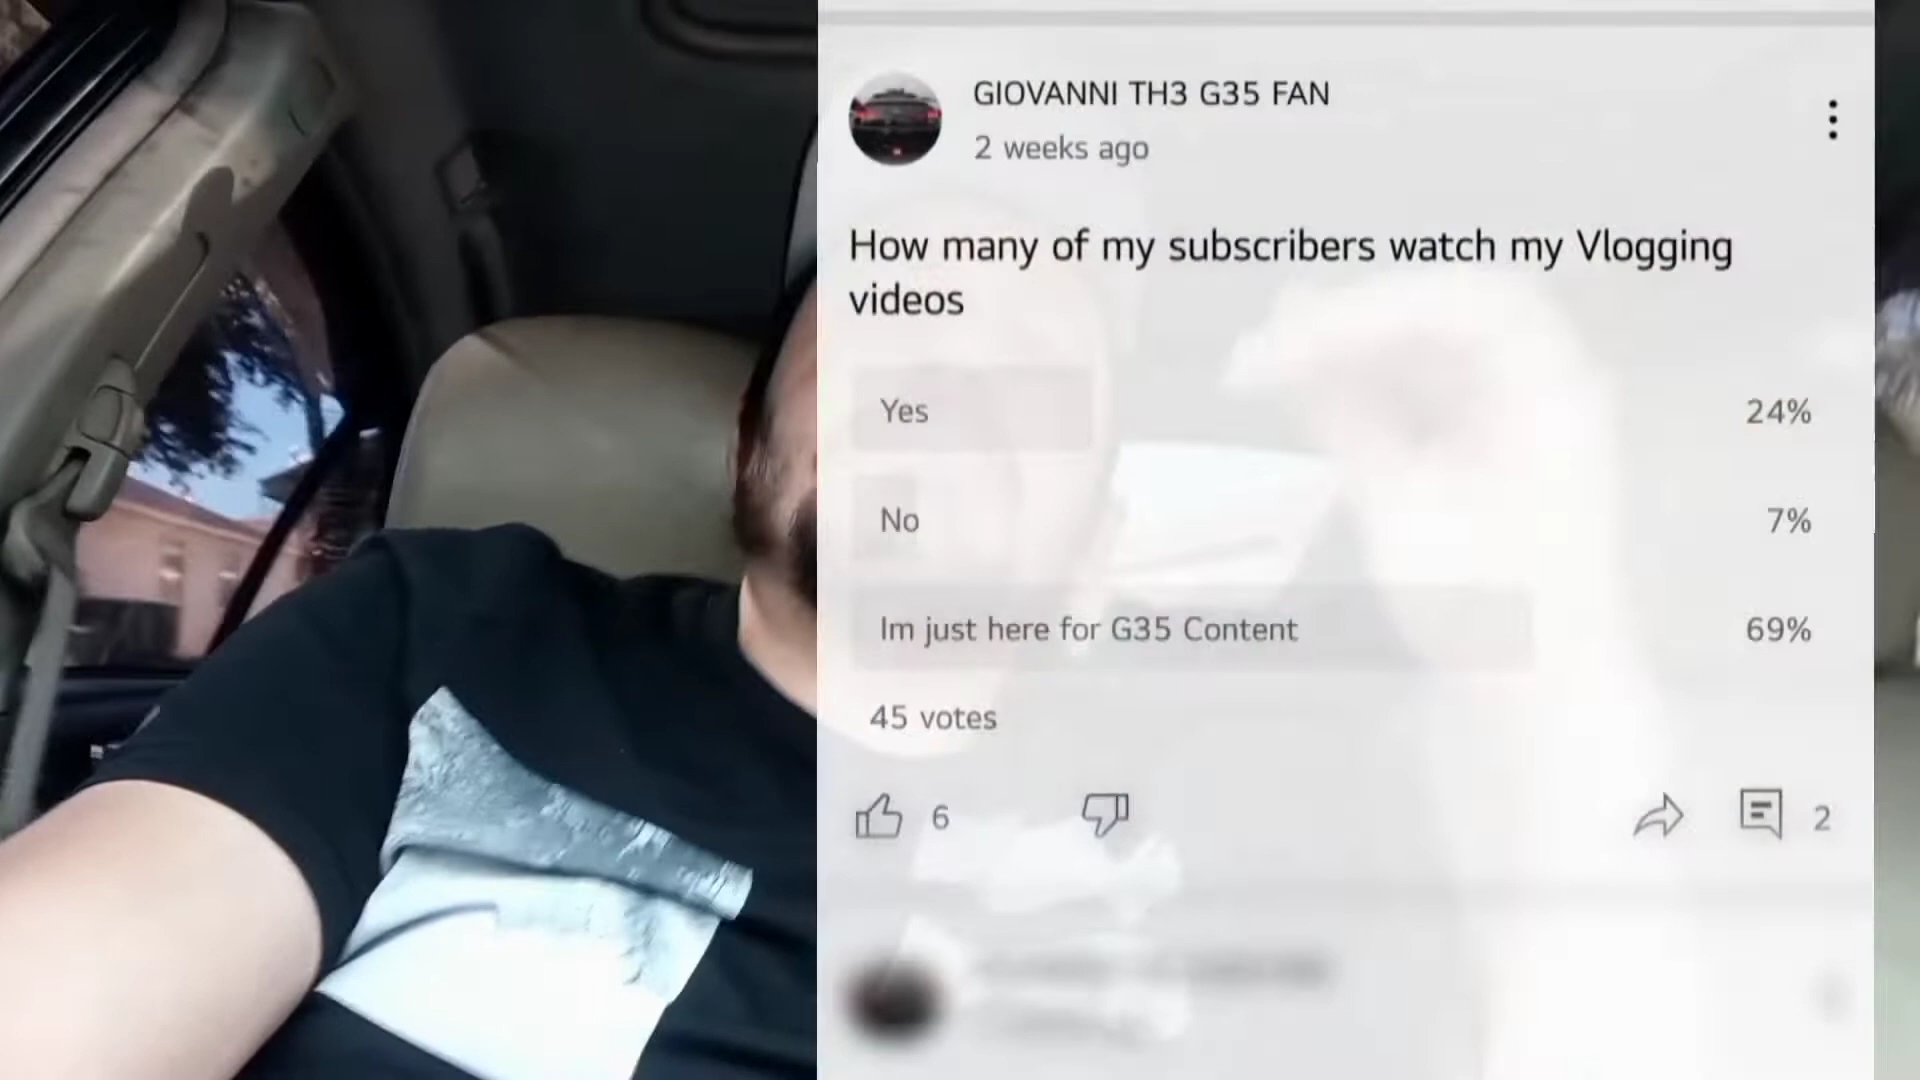 GIOVANNI TH3 G35 FAN
2 weeks ago
How many of my subscribers watch my Vlogging
videos
Yes 24%
No 7%
Im just here for G35 Content 69%
45 votes
6 2